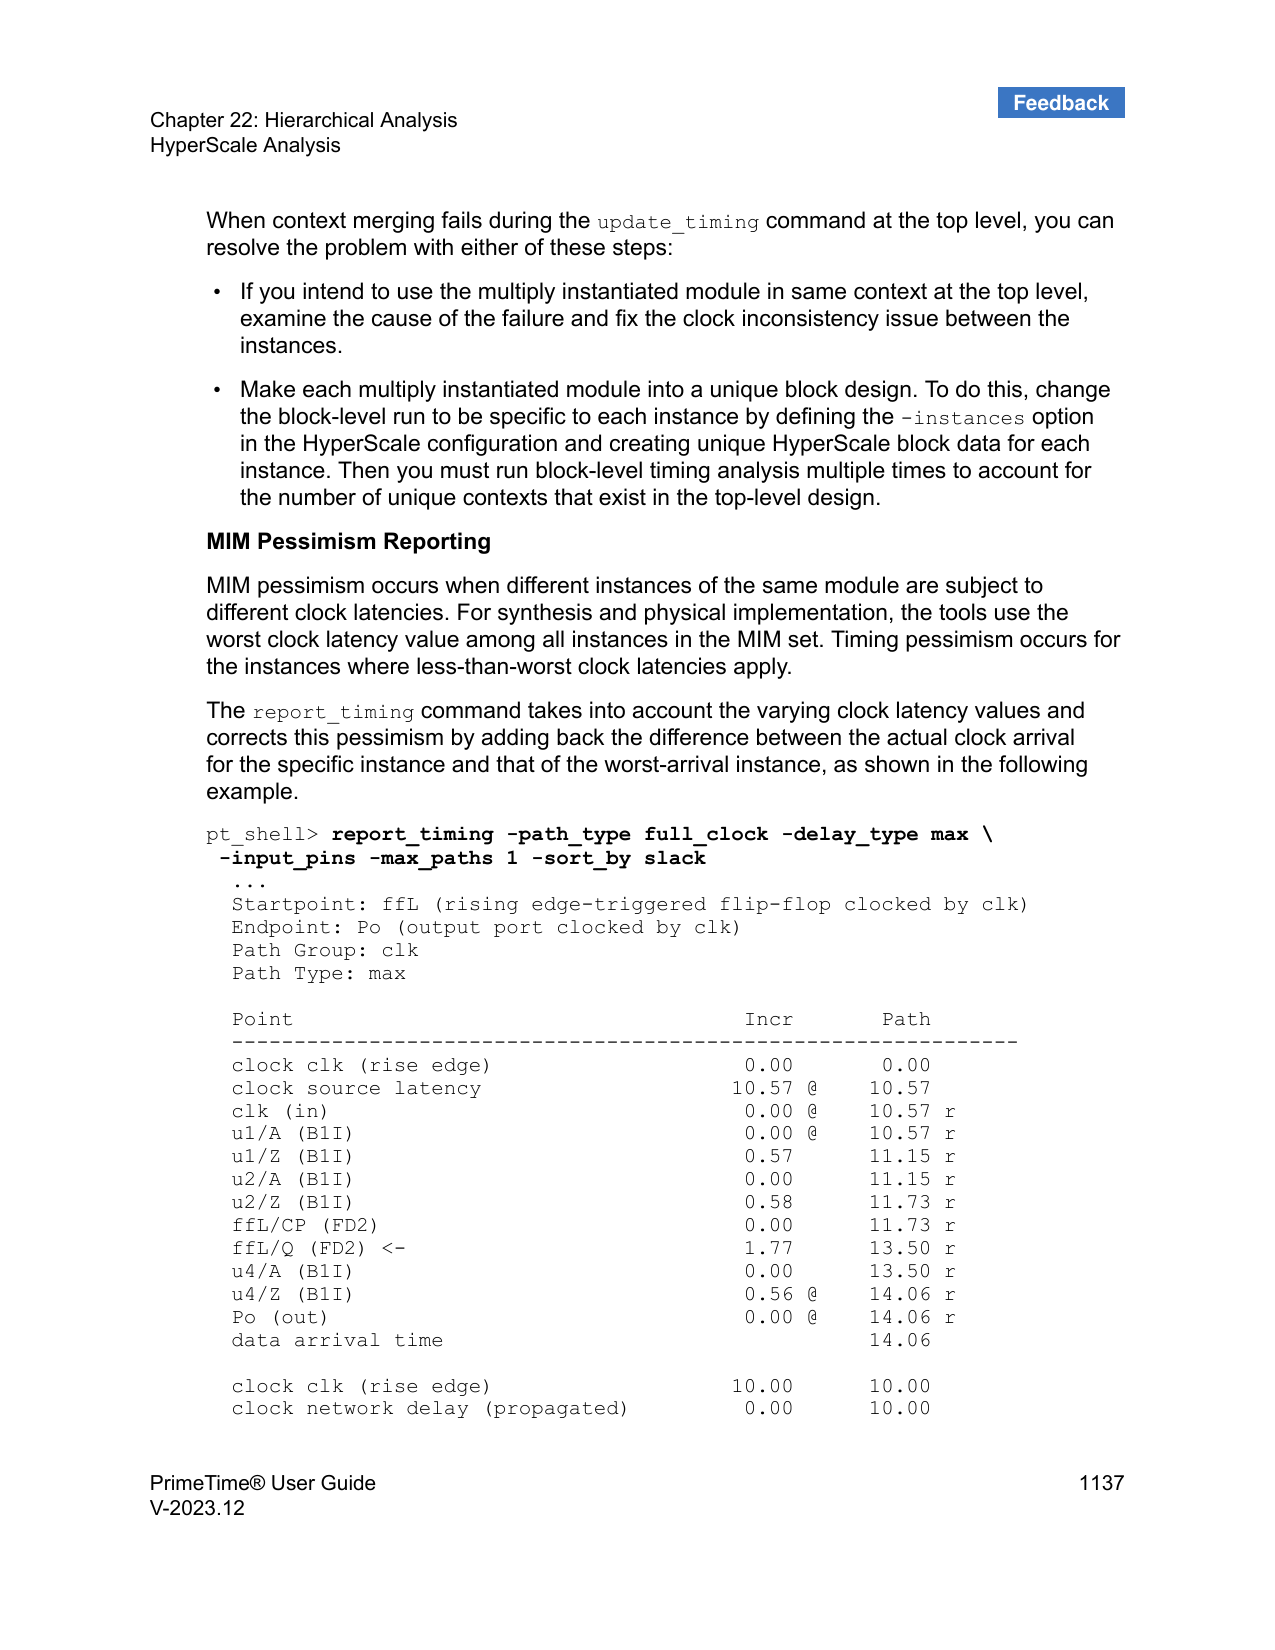 Feedback
Chapter 22: Hierarchical Analysis
HyperScale Analysis
When context merging fails during the update_timing command at the top level, you can
resolve the problem with either of these steps:
• If you intend to use the multiply instantiated module in same context at the top level,
examine the cause of the failure and fix the clock inconsistency issue between the
instances.
• Make each multiply instantiated module into a unique block design. To do this, change
the block-level run to be specific to each instance by defining the -instances option
in the HyperScale configuration and creating unique HyperScale block data for each
instance. Then you must run block-level timing analysis multiple times to account for
the number of unique contexts that exist in the top-level design.
MIM Pessimism Reporting
MIM pessimism occurs when different instances of the same module are subject to
different clock latencies. For synthesis and physical implementation, the tools use the
worst clock latency value among all instances in the MIM set. Timing pessimism occurs for
the instances where less-than-worst clock latencies apply.
The report_timing command takes into account the varying clock latency values and
corrects this pessimism by adding back the difference between the actual clock arrival
for the specific instance and that of the worst-arrival instance, as shown in the following
example.
pt_shell> report_timing -path_type full_clock -delay_type max \
 -input_pins -max_paths 1 -sort_by slack
  ...
  Startpoint: ffL (rising edge-triggered flip-flop clocked by clk)
  Endpoint: Po (output port clocked by clk)
  Path Group: clk
  Path Type: max
  Point                                    Incr       Path
  ---------------------------------------------------------------
  clock clk (rise edge)                    0.00       0.00
  clock source latency                    10.57 @    10.57
  clk (in)                                 0.00 @    10.57 r
  u1/A (B1I)                               0.00 @    10.57 r
  u1/Z (B1I)                               0.57      11.15 r
  u2/A (B1I)                               0.00      11.15 r
  u2/Z (B1I)                               0.58      11.73 r
  ffL/CP (FD2)                             0.00      11.73 r
  ffL/Q (FD2) <-                           1.77      13.50 r
  u4/A (B1I)                               0.00      13.50 r
  u4/Z (B1I)                               0.56 @    14.06 r
  Po (out)                                 0.00 @    14.06 r
  data arrival time                                  14.06
  clock clk (rise edge)                   10.00      10.00
  clock network delay (propagated)         0.00      10.00
PrimeTime® User Guide 1137
V-2023.12